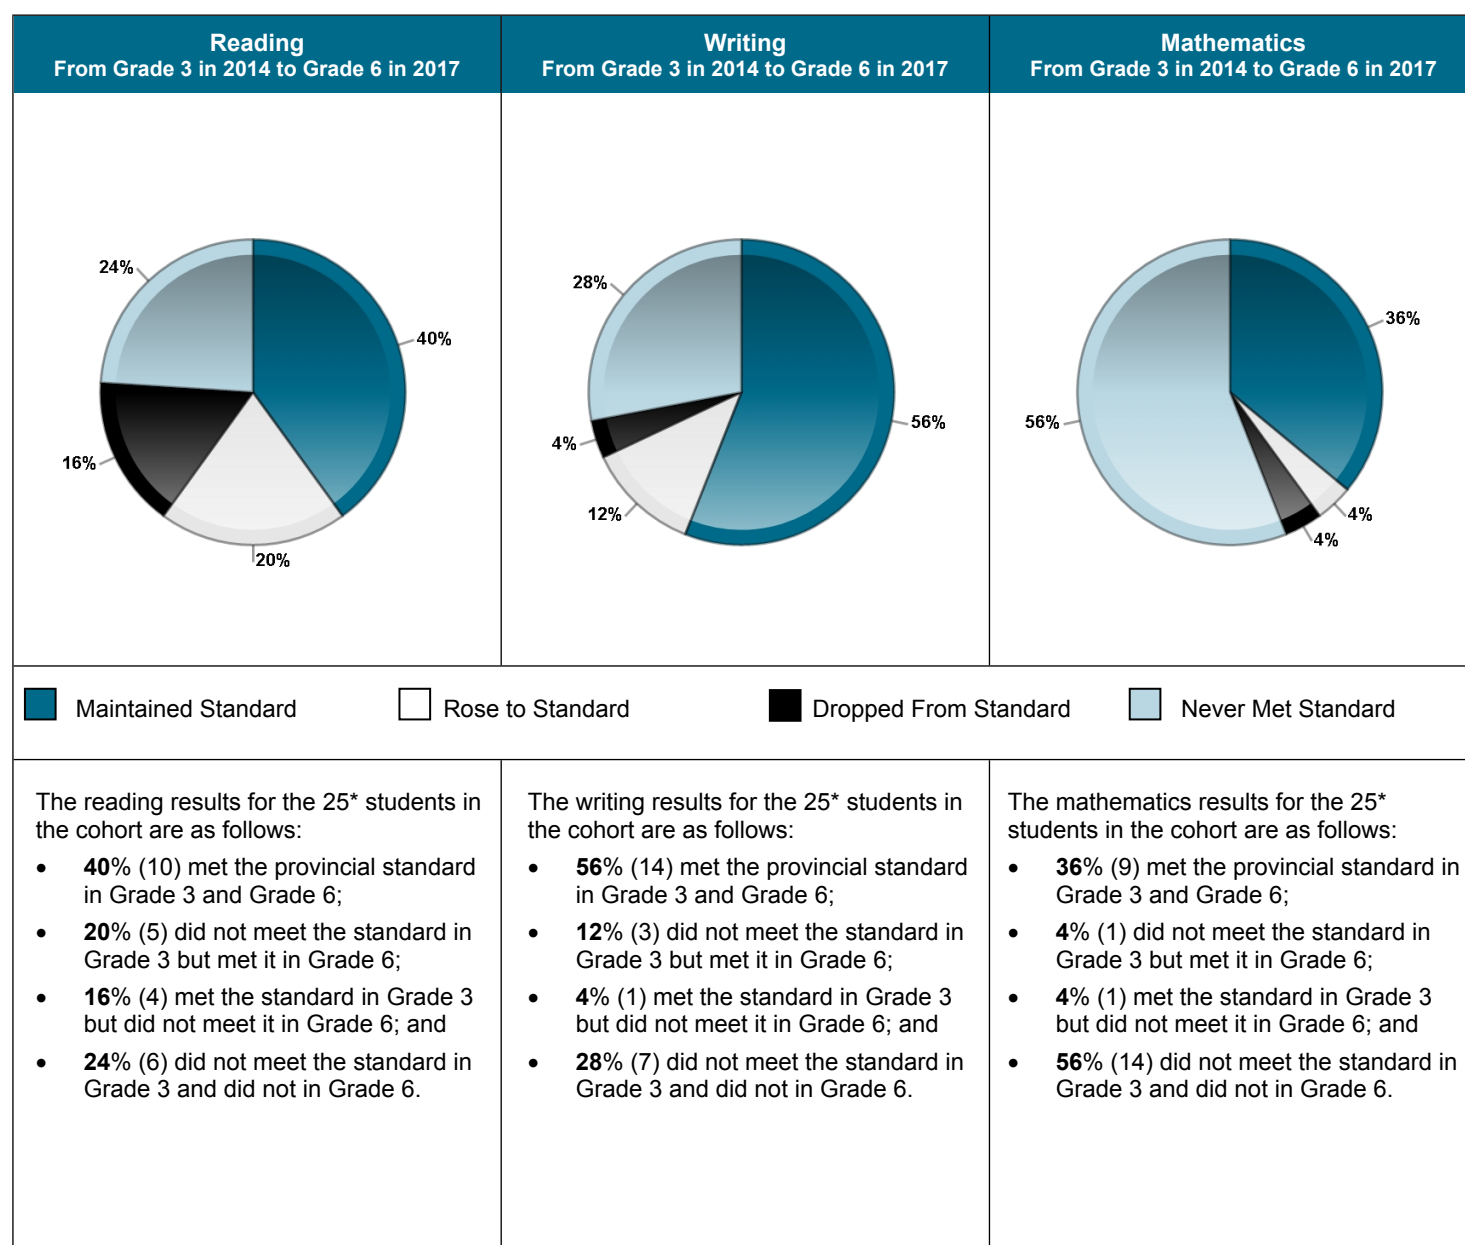 Reading
From Grade 3 in 2014 to Grade 6 in 2017
Writing
From Grade 3 in 2014 to Grade 6 in 2017
Mathematics
From Grade 3 in 2014 to Grade 6 in 2017
24%
40%
16%
20%
28%
56%
4%
12%
36%
56%
4%
4%
Maintained Standard
Rose to Standard
Dropped From Standard
Never Met Standard
The reading results for the 25* students in
the cohort are as follows:
• 40% (10) met the provincial standard
in Grade 3 and Grade 6;
• 20% (5) did not meet the standard in
Grade 3 but met it in Grade 6;
• 16% (4) met the standard in Grade 3
but did not meet it in Grade 6; and
• 24% (6) did not meet the standard in
Grade 3 and did not in Grade 6.
The writing results for the 25* students in
the cohort are as follows:
• 56% (14) met the provincial standard
in Grade 3 and Grade 6;
• 12% (3) did not meet the standard in
Grade 3 but met it in Grade 6;
• 4% (1) met the standard in Grade 3
but did not meet it in Grade 6; and
• 28% (7) did not meet the standard in
Grade 3 and did not in Grade 6.
The mathematics results for the 25*
students in the cohort are as follows:
• 36% (9) met the provincial standard in
Grade 3 and Grade 6;
• 4% (1) did not meet the standard in
Grade 3 but met it in Grade 6;
• 4% (1) met the standard in Grade 3
but did not meet it in Grade 6; and
• 56% (14) did not meet the standard in
Grade 3 and did not in Grade 6.